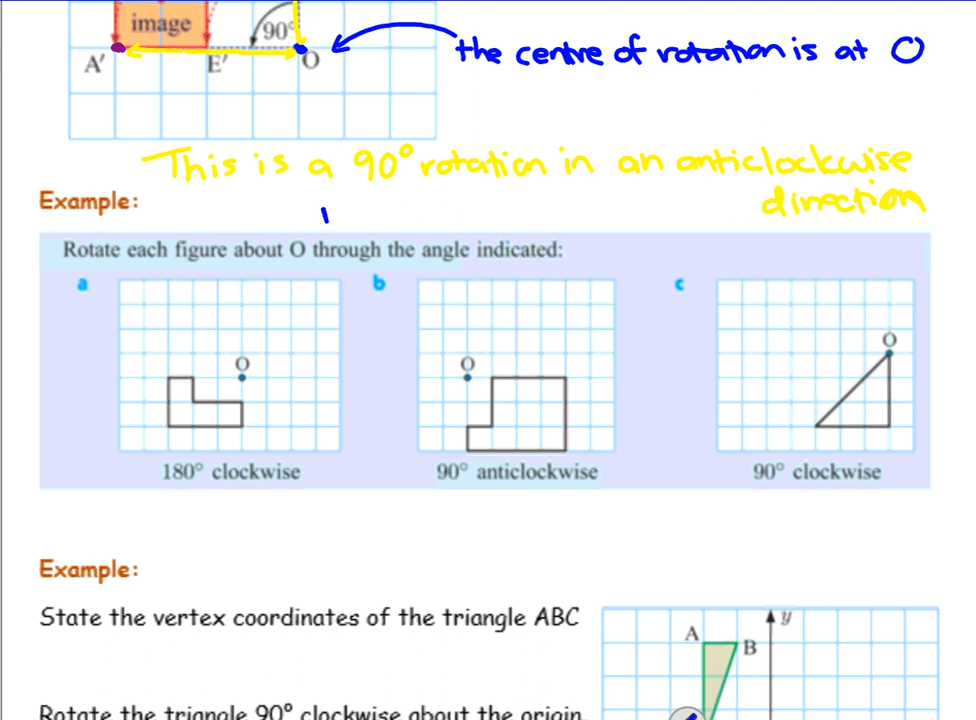 image
90°
A'
E'
O
the centre of rotation is at O
This is a 90° rotation in an anticlockwise
direction
Example:
Rotate each figure about O through the angle indicated:
a
b
c
O
O
O
180° clockwise
90° anticlockwise
90° clockwise
Example:
State the vertex coordinates of the triangle ABC
A
B
y
Rotate the triangle 90° clockwise about the origin.